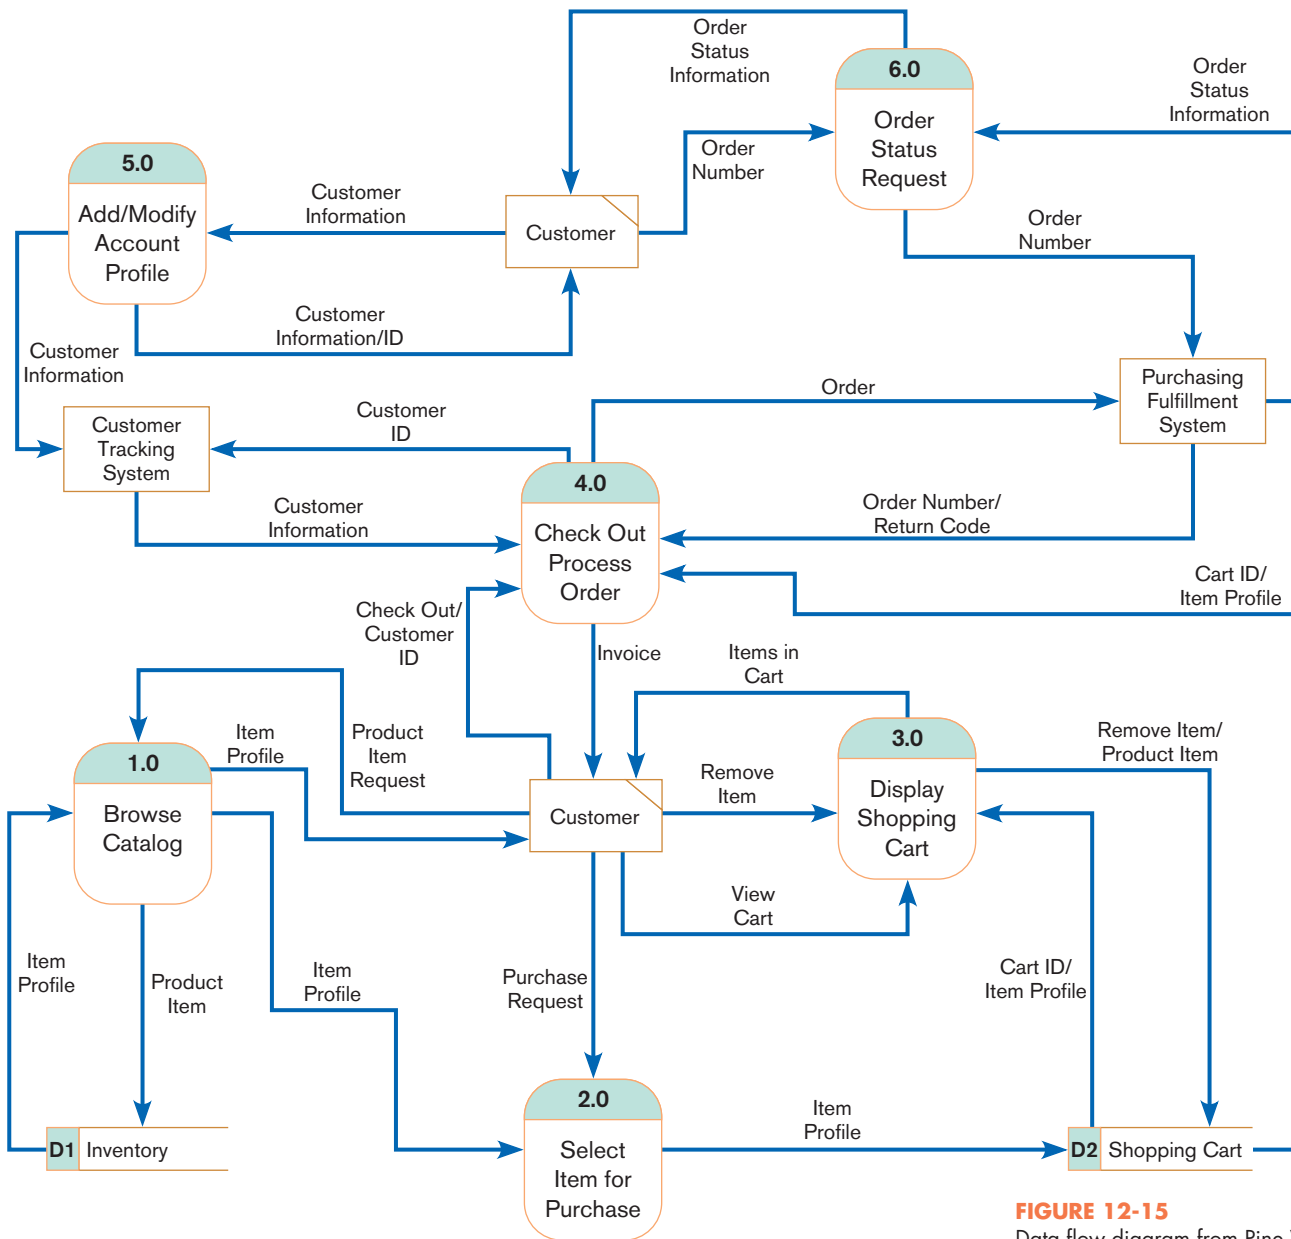 Order
Status
Information
6.0
Order
Status
Request
Order
Status
Information
Order
Number
5.0
Add/Modify
Account
Profile
Customer
Information
Customer
Order
Number
Customer
Information/ID
Customer
Information
Purchasing
Fulfillment
System
Order
Customer
ID
Customer
Tracking
System
4.0
Check Out
Process
Order
Customer
Information
Order Number/
Return Code
Cart ID/
Item Profile
Check Out/
Customer
ID
Invoice
Items in
Cart
Item
Profile
Product
Item
Request
3.0
Display
Shopping
Cart
Remove Item/
Product Item
1.0
Browse
Catalog
Remove
Item
Customer
View
Cart
Item
Profile
Product
Item
Item
Profile
Purchase
Request
Cart ID/
Item Profile
2.0
Select
Item for
Purchase
Item
Profile
D1 Inventory
D2 Shopping Cart
FIGURE 12-15
Data flow diagram from Pine